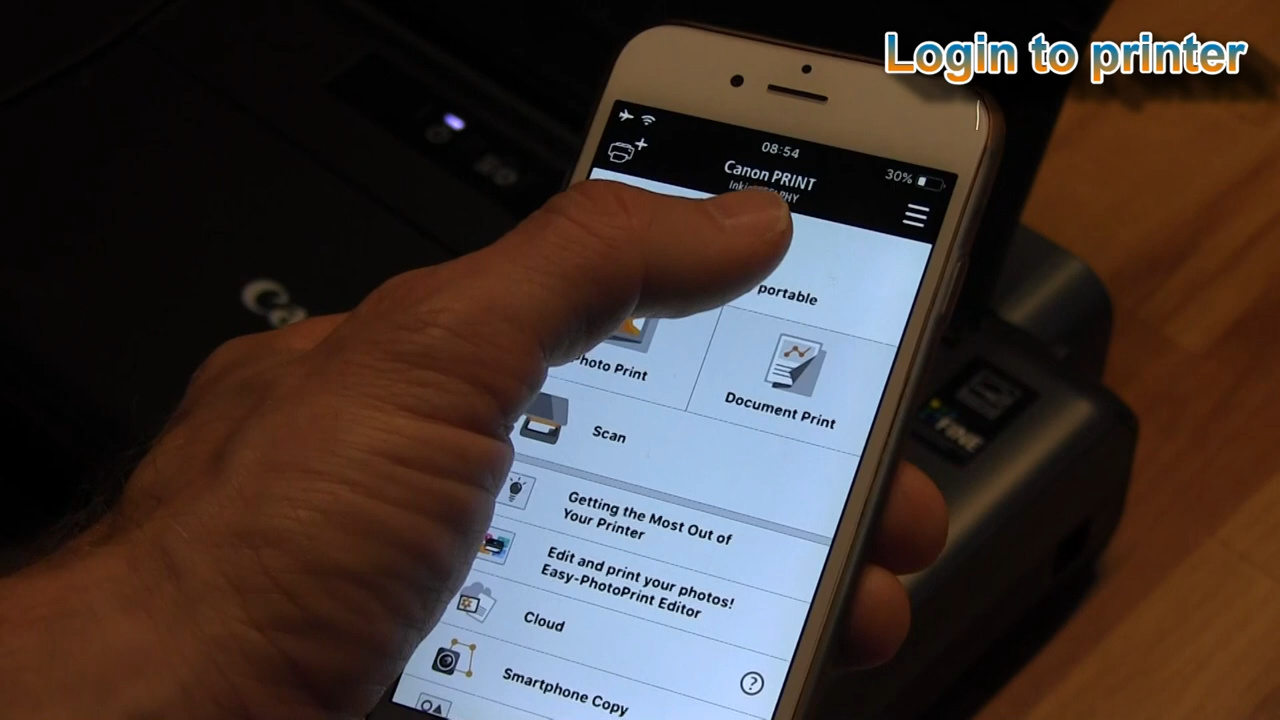 Login to printer
08:54
30%
Canon PRINT
portable
Photo Print
Document Print
Scan
Getting the Most Out of
Your Printer
Edit and print your photos!
Easy-PhotoPrint Editor
Cloud
?
Smartphone Copy
FINE